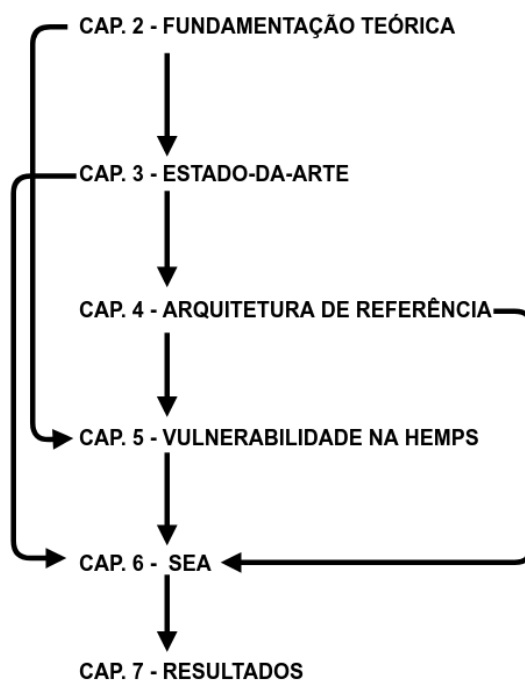 CAP. 2 - FUNDAMENTAÇÃO TEÓRICA
CAP. 3 - ESTADO-DA-ARTE
CAP. 4 - ARQUITETURA DE REFERÊNCIA
CAP. 5 - VULNERABILIDADE NA HEMPS
CAP. 6 - SEA
CAP. 7 - RESULTADOS